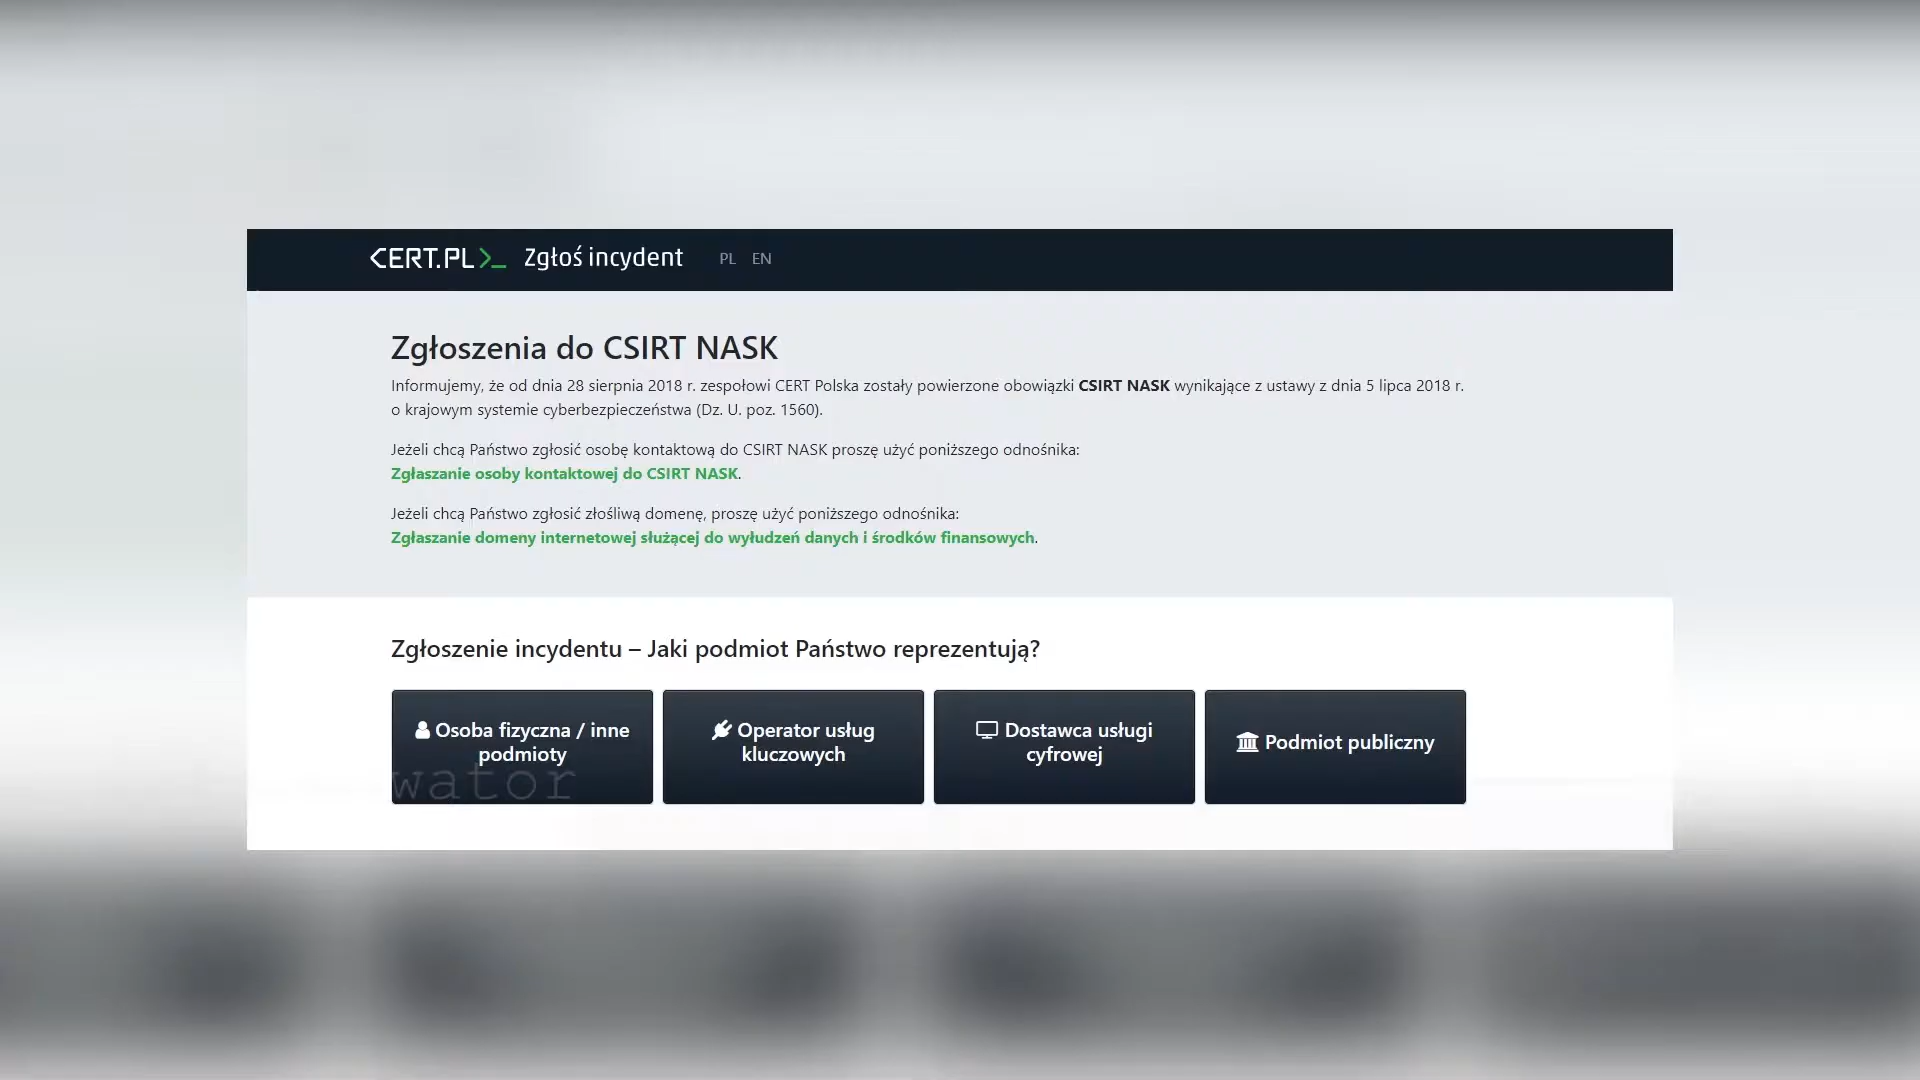 CERT.PL>_ Zgłoś incydent PL EN
Zgłoszenia do CSIRT NASK
Informujemy, że od dnia 28 sierpnia 2018 r. zespołowi CERT Polska zostały powierzone obowiązki CSIRT NASK wynikające z ustawy z dnia 5 lipca 2018 r.
o krajowym systemie cyberbezpieczeństwa (Dz. U. poz. 1560).
Jeżeli chcą Państwo zgłosić osobę kontaktową do CSIRT NASK proszę użyć poniższego odnośnika:
Zgłaszanie osoby kontaktowej do CSIRT NASK.
Jeżeli chcą Państwo zgłosić złośliwą domenę, proszę użyć poniższego odnośnika:
Zgłaszanie domeny internetowej służącej do wyłudzeń danych i środków finansowych.
Zgłoszenie incydentu – Jaki podmiot Państwo reprezentują?
Osoba fizyczna / inne
podmioty
Operator usług
kluczowych
Dostawca usługi
cyfrowej
Podmiot publiczny